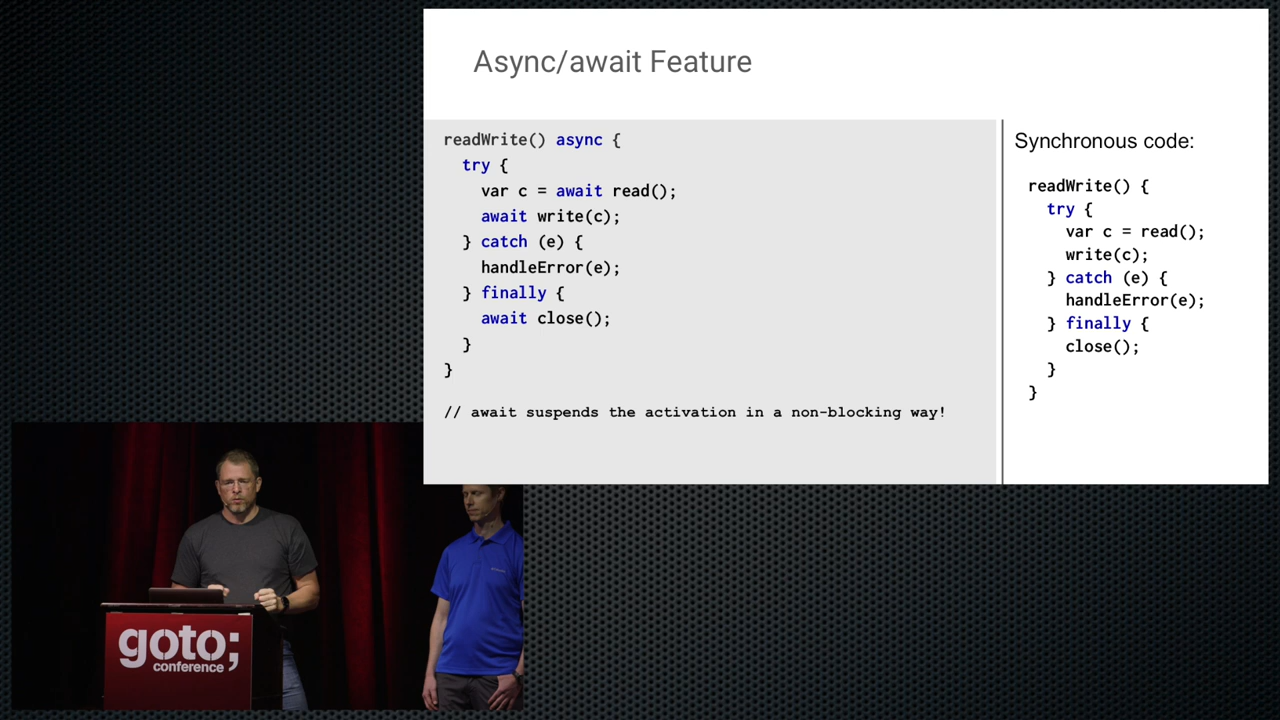 Async/await Feature
readWrite() async {
try {
var c = await read();
await write(c);
} catch (e) {
handleError(e);
} finally {
await close();
}
}
// await suspends the activation in a non-blocking way!
Synchronous code:
readWrite() {
try {
var c = read();
write(c);
} catch (e) {
handleError(e);
} finally {
close();
}
}
goto;
conference